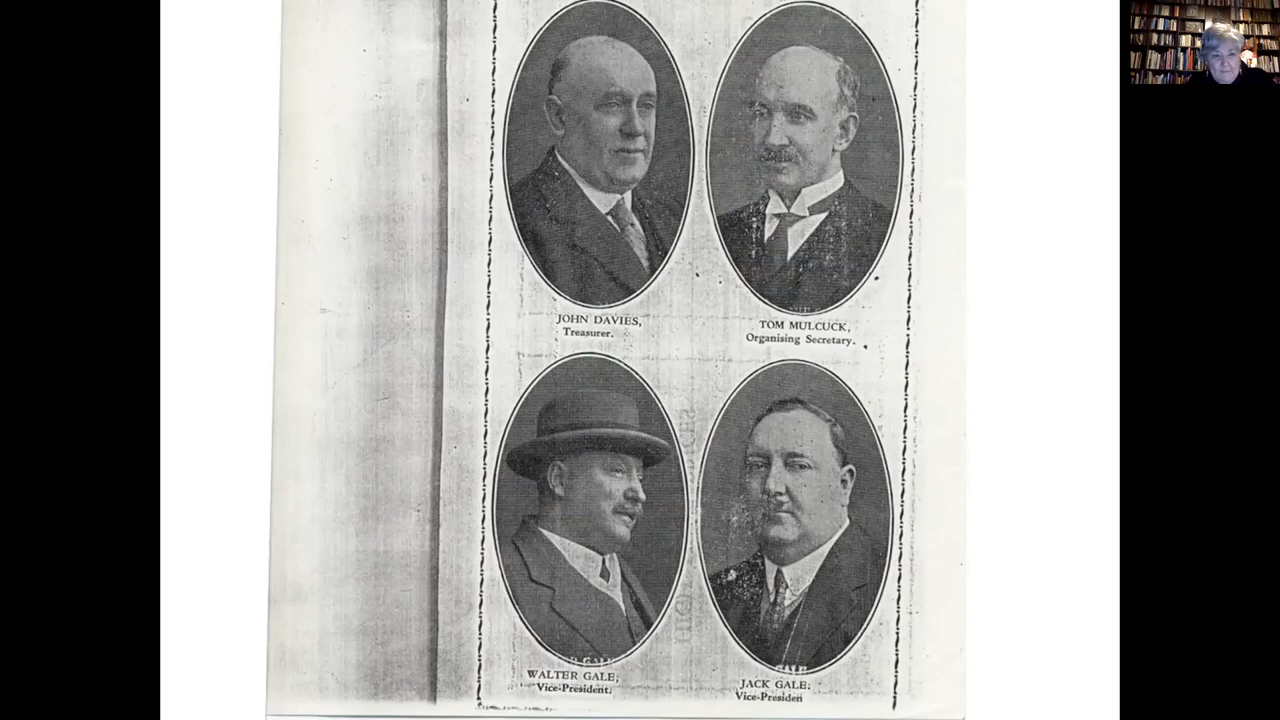 JOHN DAVIES,
Treasurer.
TOM MULCUCK,
Organising Secretary.
WALTER GALE,
Vice-President.
JACK GALE.
Vice-Presiden